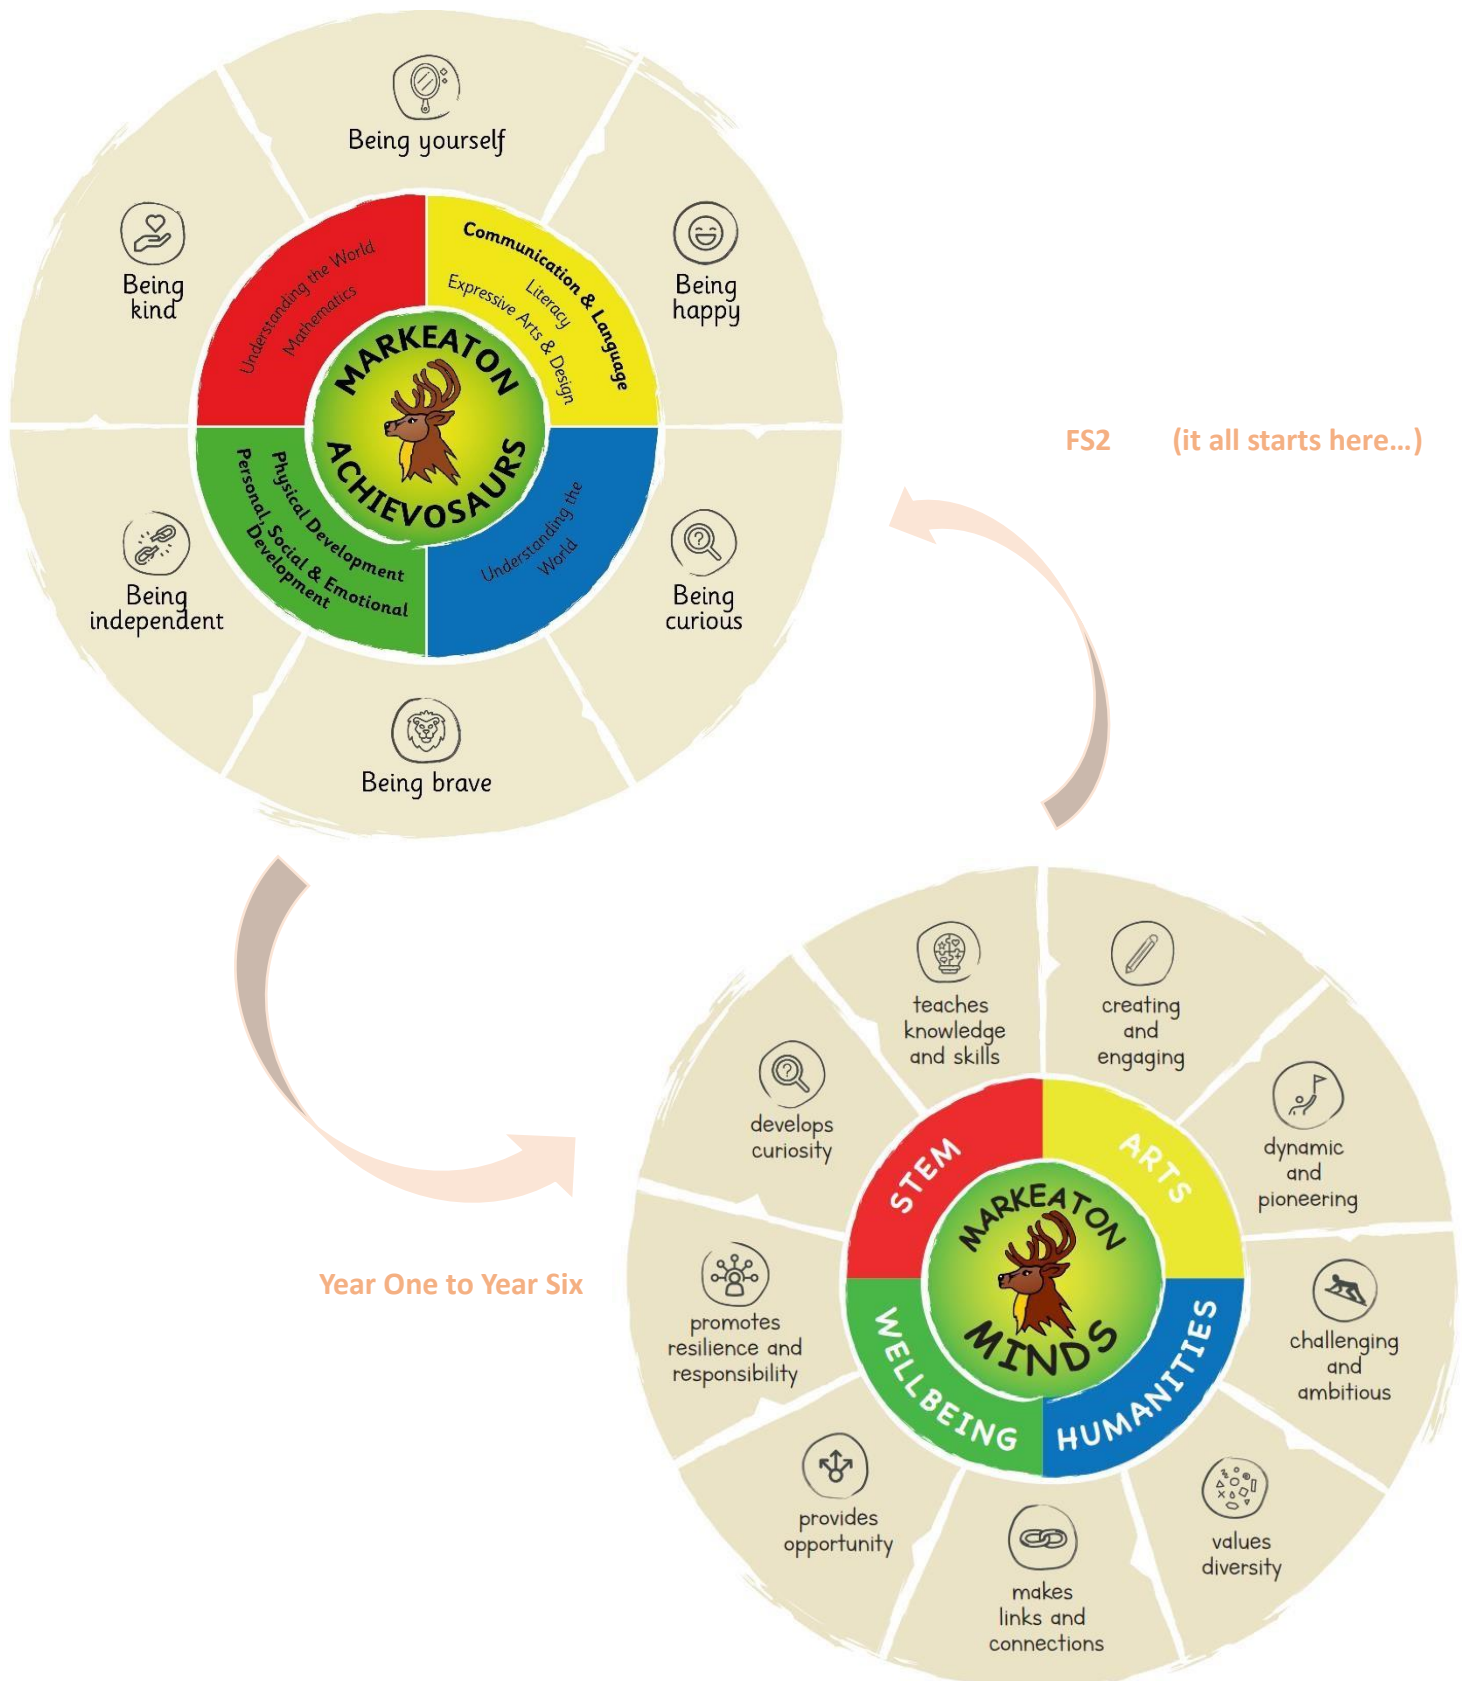 Being yourself
Being
happy
Being
curious
Being brave
Being
independent
Being
kind
Understanding the World
Mathematics
Communication & Language
Literacy
Expressive Arts & Design
Understanding the
World
Physical Development
Personal, Social & Emotional
Development
MARKEATON
ACHIEVOSAURS
FS2 (it all starts here...)
Year One to Year Six
teaches
knowledge
and skills
creating
and
engaging
dynamic
and
pioneering
challenging
and
ambitious
values
diversity
makes
links and
connections
provides
opportunity
promotes
resilience and
responsibility
develops
curiosity
STEM
ARTS
HUMANITIES
WELLBEING
MARKEATON
MINDS